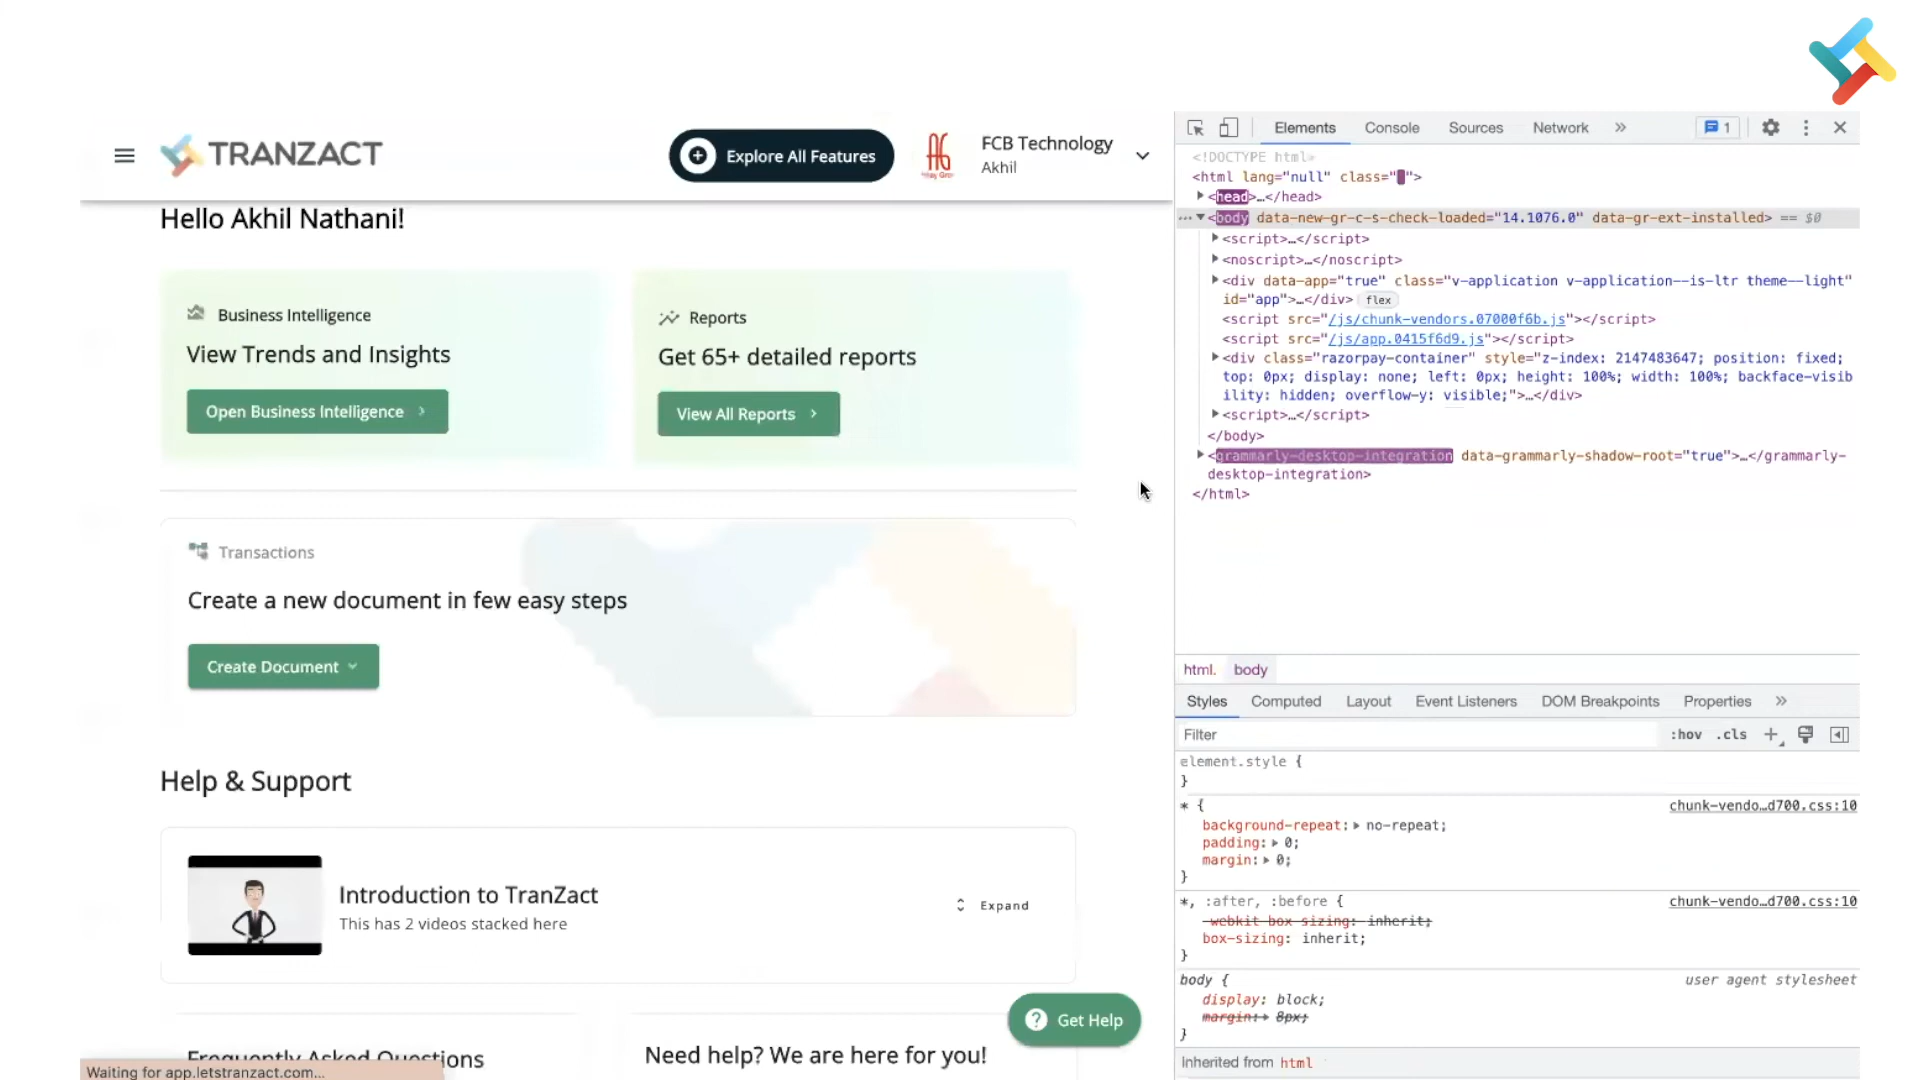 TRANZACT
Explore All Features
FCB Technology
Akhil
Hello Akhil Nathani!
Business Intelligence
View Trends and Insights
Open Business Intelligence
Reports
Get 65+ detailed reports
View All Reports
Transactions
Create a new document in few easy steps
Create Document
Help & Support
Introduction to TranZact
This has 2 videos stacked here
Expand
Frequently Asked Questions
Need help? We are here for you!
Get Help
Waiting for app.letstranzact.com...
Elements Console Sources Network » 1
<!DOCTYPE html>
<html lang="null" class=" ">
<head>…</head>
<body data-new-gr-c-s-check-loaded="14.1076.0" data-gr-ext-installed> == $0
<script>…</script>
<noscript>…</noscript>
<div data-app="true" class="v-application v-application--is-ltr theme--light"
id="app">…</div> flex
<script src="/js/chunk-vendors.07000f6b.js"></script>
<script src="/js/app.0415f6d9.js"></script>
<div class="razorpay-container" style="z-index: 2147483647; position: fixed;
top: 0px; display: none; left: 0px; height: 100%; width: 100%; backface-visib
ility: hidden; overflow-y: visible;">…</div>
<script>…</script>
</body>
<grammarly-desktop-integration data-grammarly-shadow-root="true">…</grammarly-
desktop-integration>
</html>
html. body
Styles Computed Layout Event Listeners DOM Breakpoints Properties »
Filter :hov .cls +
element.style {
}
* { chunk-vendo…d700.css:10
background-repeat: no-repeat;
padding: 0;
margin: 0;
}
*, :after, :before { chunk-vendo…d700.css:10
-webkit-box-sizing: inherit;
box-sizing: inherit;
}
body { user agent stylesheet
display: block;
margin: 8px;
}
Inherited from html